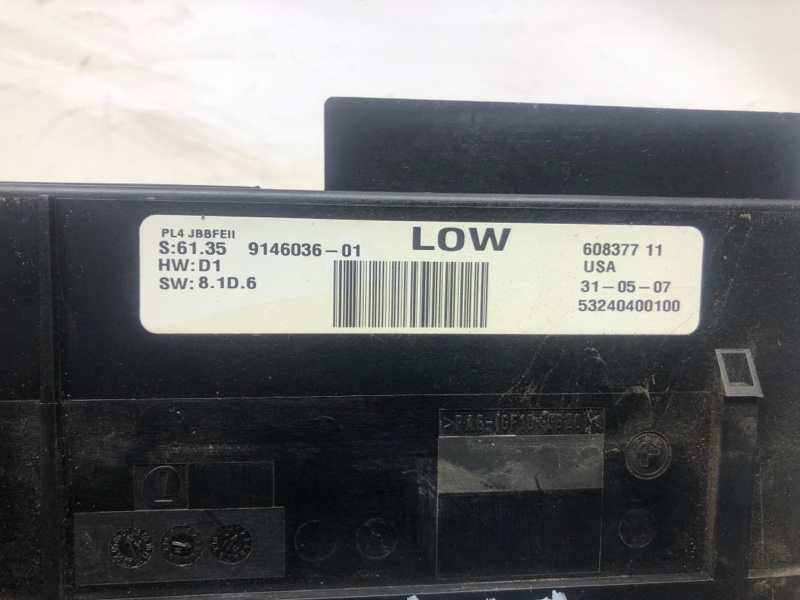 PL4 JBBFEII
S:61.35 9146036-01 LOW 608377 11
HW:D1 USA
SW: 8.1D.6 31-05-07
53240400100